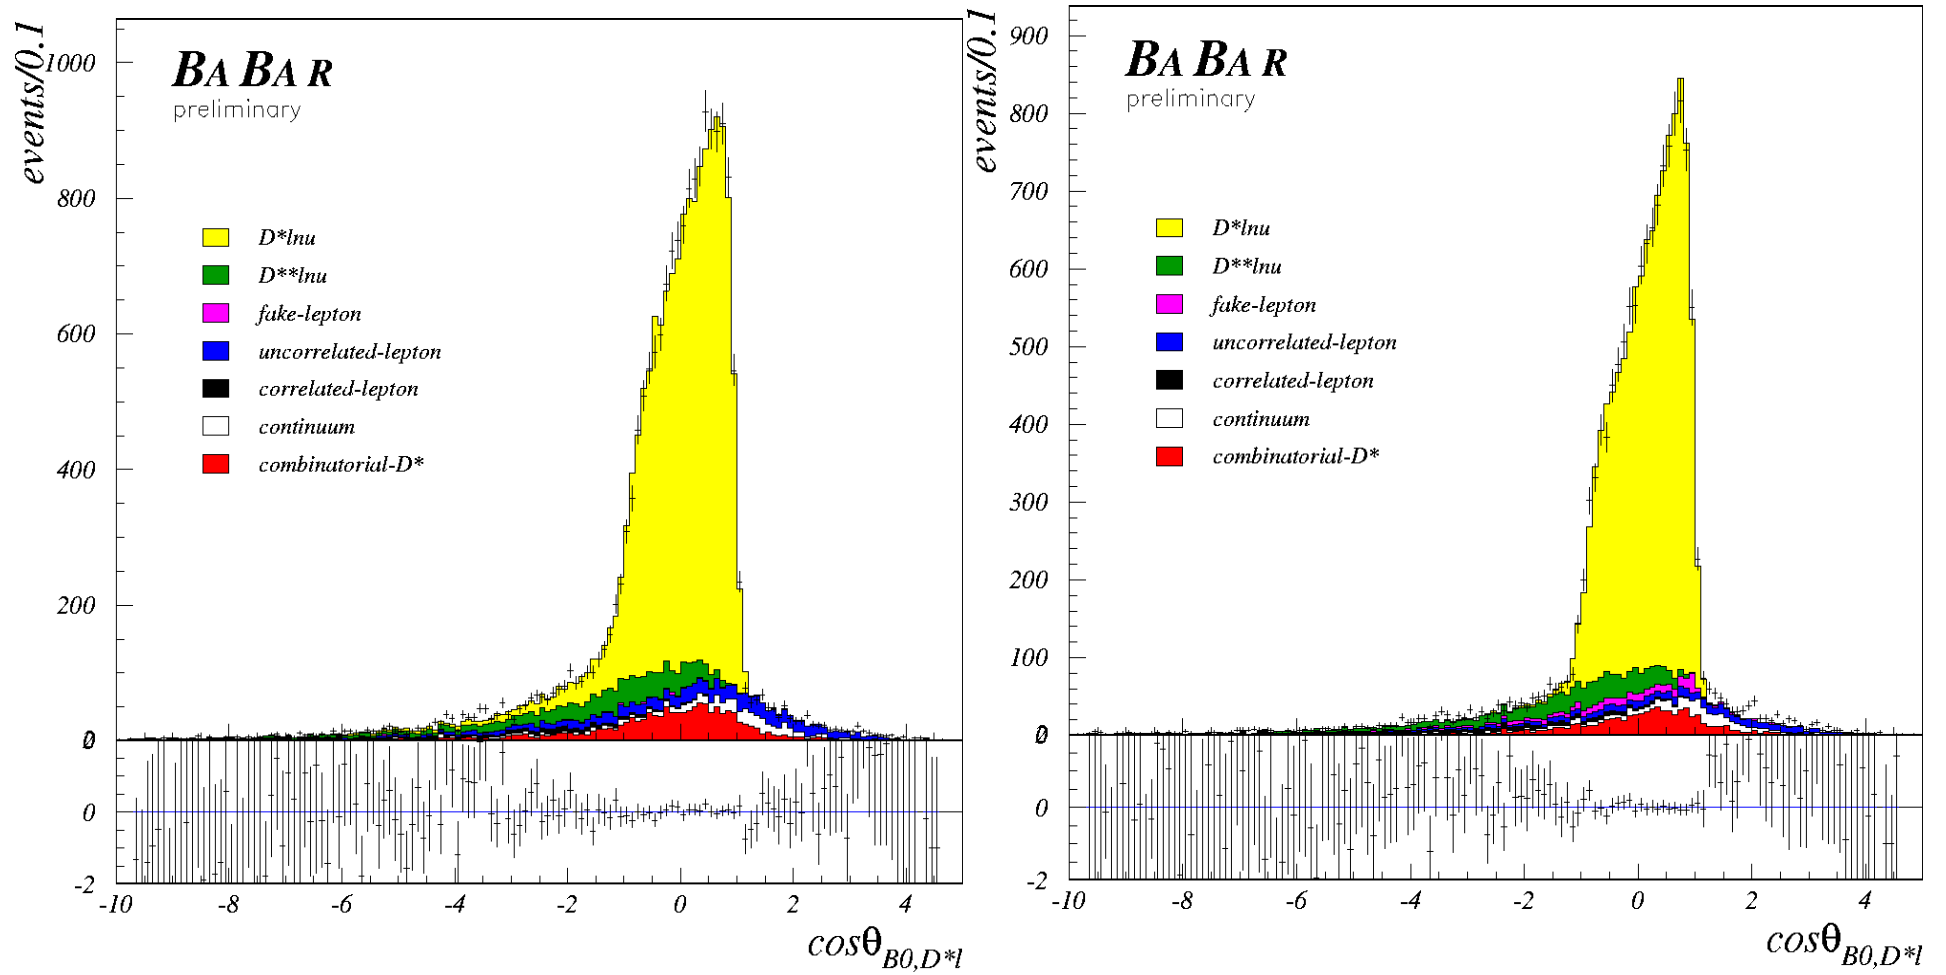 events/0.1
1000
800
600
400
200
0
2
0
-2
BABAR
preliminary
D*lnu
D**lnu
fake-lepton
uncorrelated-lepton
correlated-lepton
continuum
combinatorial-D*
-10 -8 -6 -4 -2 0 2 4
cosθB0,D*l
events/0.1
900
800
700
600
500
400
300
200
100
0
2
0
-2
BABAR
preliminary
D*lnu
D**lnu
fake-lepton
uncorrelated-lepton
correlated-lepton
continuum
combinatorial-D*
-10 -8 -6 -4 -2 0 2 4
cosθB0,D*l